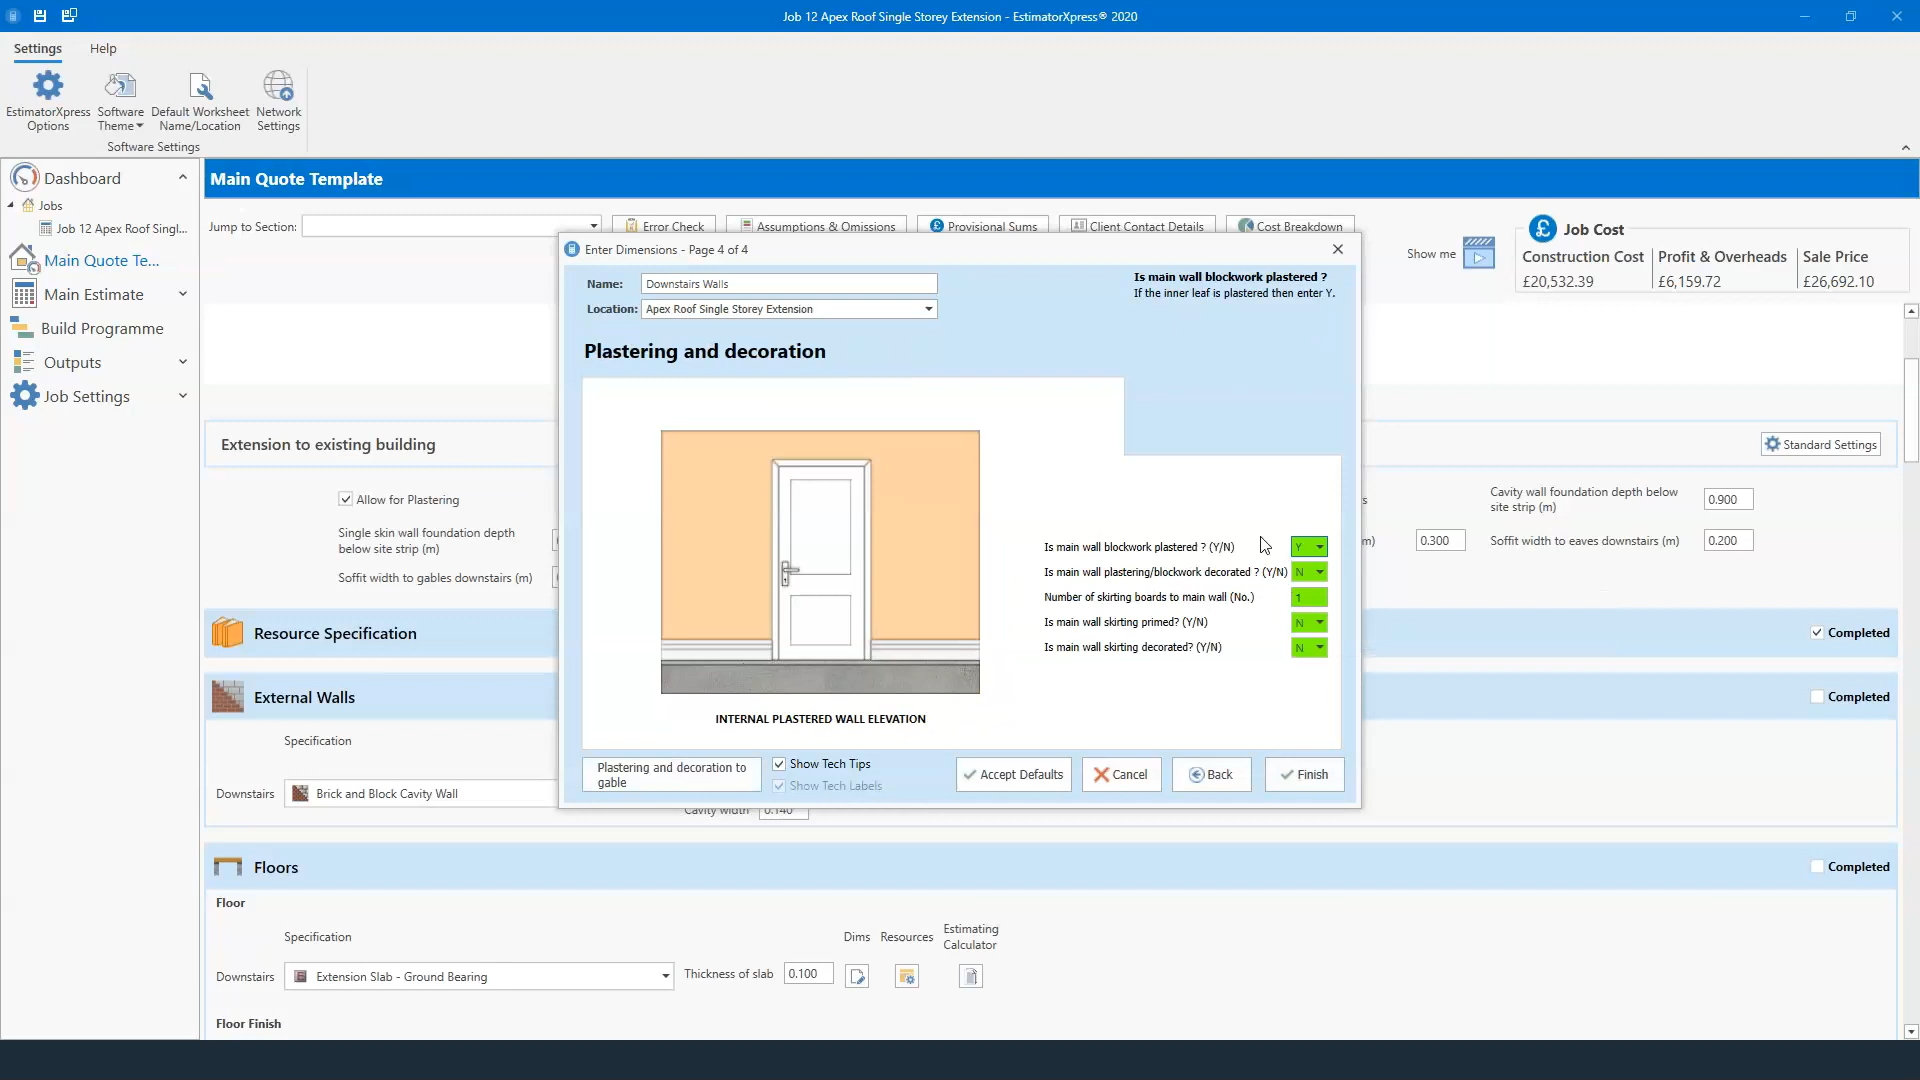 Job 12 Apex Roof Single Storey Extension - EstimatorXpress® 2020
Settings
Help
EstimatorXpress
Options
Software
Theme
Default Worksheet
Name/Location
Network
Settings
Software Settings
Dashboard
Jobs
Job 12 Apex Roof Singl...
Main Quote Te...
Main Estimate
Build Programme
Outputs
Job Settings
Main Quote Template
Jump to Section:
Error Check
Assumptions & Omissions
Provisional Sums
Client Contact Details
Cost Breakdown
Show me
Job Cost
Construction Cost
Profit & Overheads
Sale Price
£20,532.39
£6,159.72
£26,692.10
Extension to existing building
Standard Settings
Allow for Plastering
Single skin wall foundation depth
below site strip (m)
Soffit width to gables downstairs (m)
0.300
Cavity wall foundation depth below
site strip (m)
0.900
Soffit width to eaves downstairs (m)
0.200
Resource Specification
Completed
External Walls
Completed
Specification
Downstairs
Brick and Block Cavity Wall
Cavity width
0.140
Floors
Completed
Floor
Specification
Dims
Resources
Estimating
Calculator
Downstairs
Extension Slab - Ground Bearing
Thickness of slab
0.100
Floor Finish
Enter Dimensions - Page 4 of 4
Name:
Downstairs Walls
Location:
Apex Roof Single Storey Extension
Is main wall blockwork plastered ?
If the inner leaf is plastered then enter Y.
Plastering and decoration
INTERNAL PLASTERED WALL ELEVATION
Is main wall blockwork plastered ? (Y/N)
Y
Is main wall plastering/blockwork decorated ? (Y/N)
N
Number of skirting boards to main wall (No.)
1
Is main wall skirting primed? (Y/N)
N
Is main wall skirting decorated? (Y/N)
N
Plastering and decoration to
gable
Show Tech Tips
Show Tech Labels
Accept Defaults
Cancel
Back
Finish